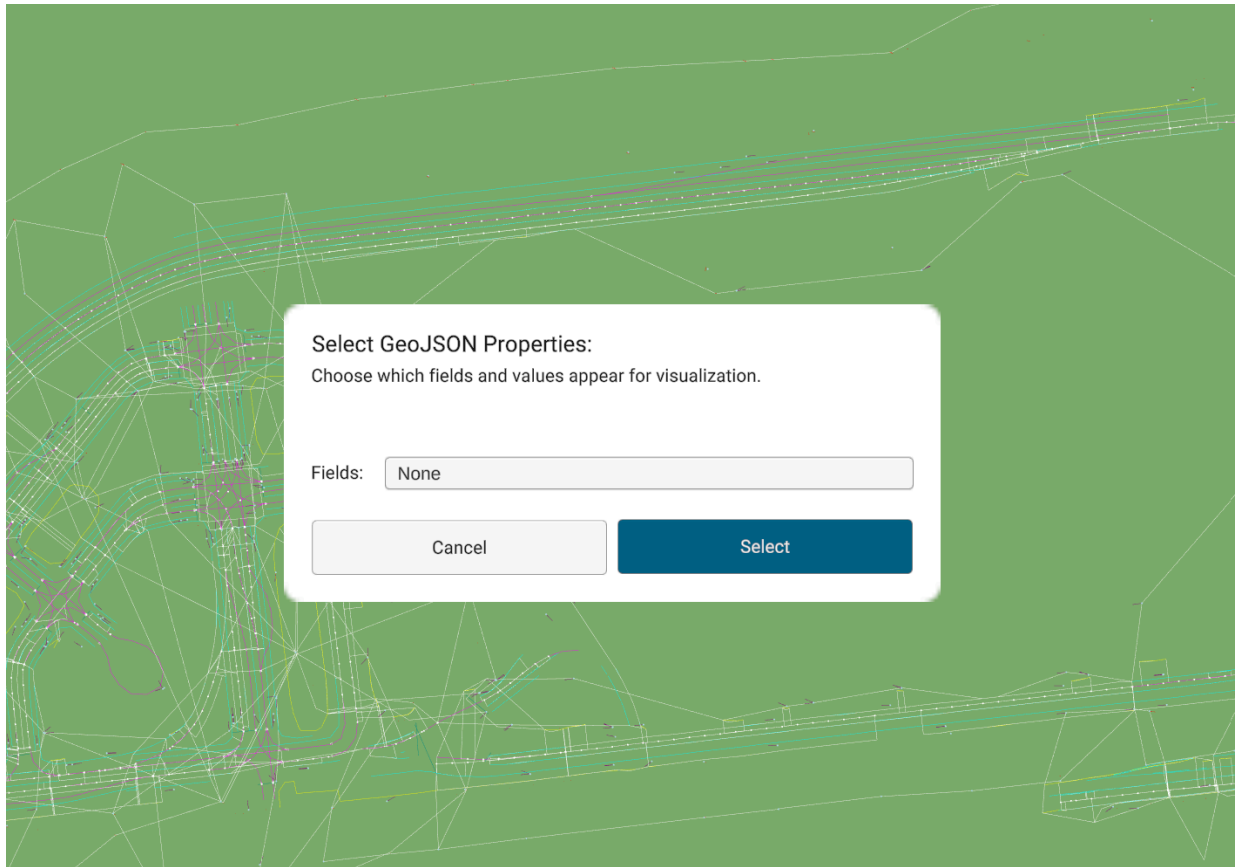 Select GeoJSON Properties:
Choose which fields and values appear for visualization.
Fields: None
Cancel Select